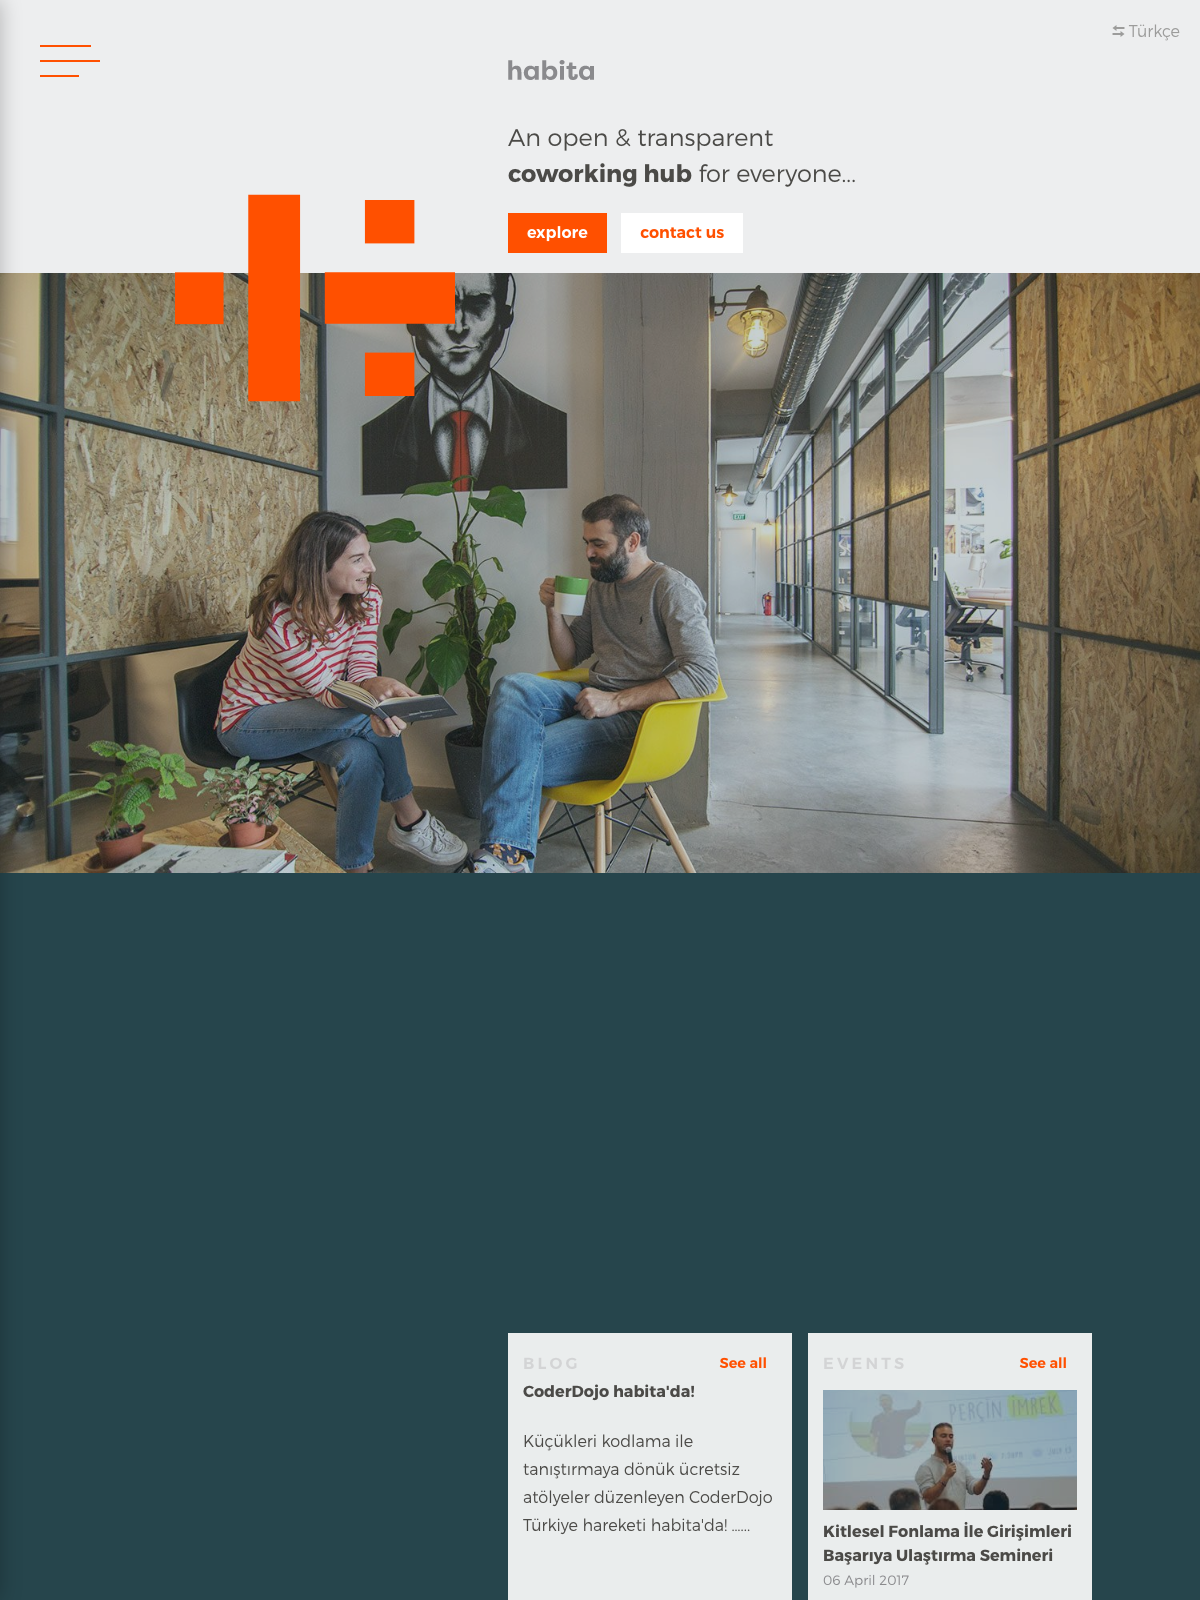 Türkçe
habita
An open & transparent
coworking hub for everyone...
explore
contact us
EXIT
BLOG
See all
CoderDojo habita'da!
Küçükleri kodlama ile
tanıştırmaya dönük ücretsiz
atölyeler düzenleyen CoderDojo
Türkiye hareketi habita'da! ......
EVENTS
See all
PERÇİN İMREK
Kitlesel Fonlama İle Girişimleri
Başarıya Ulaştırma Semineri
06 April 2017